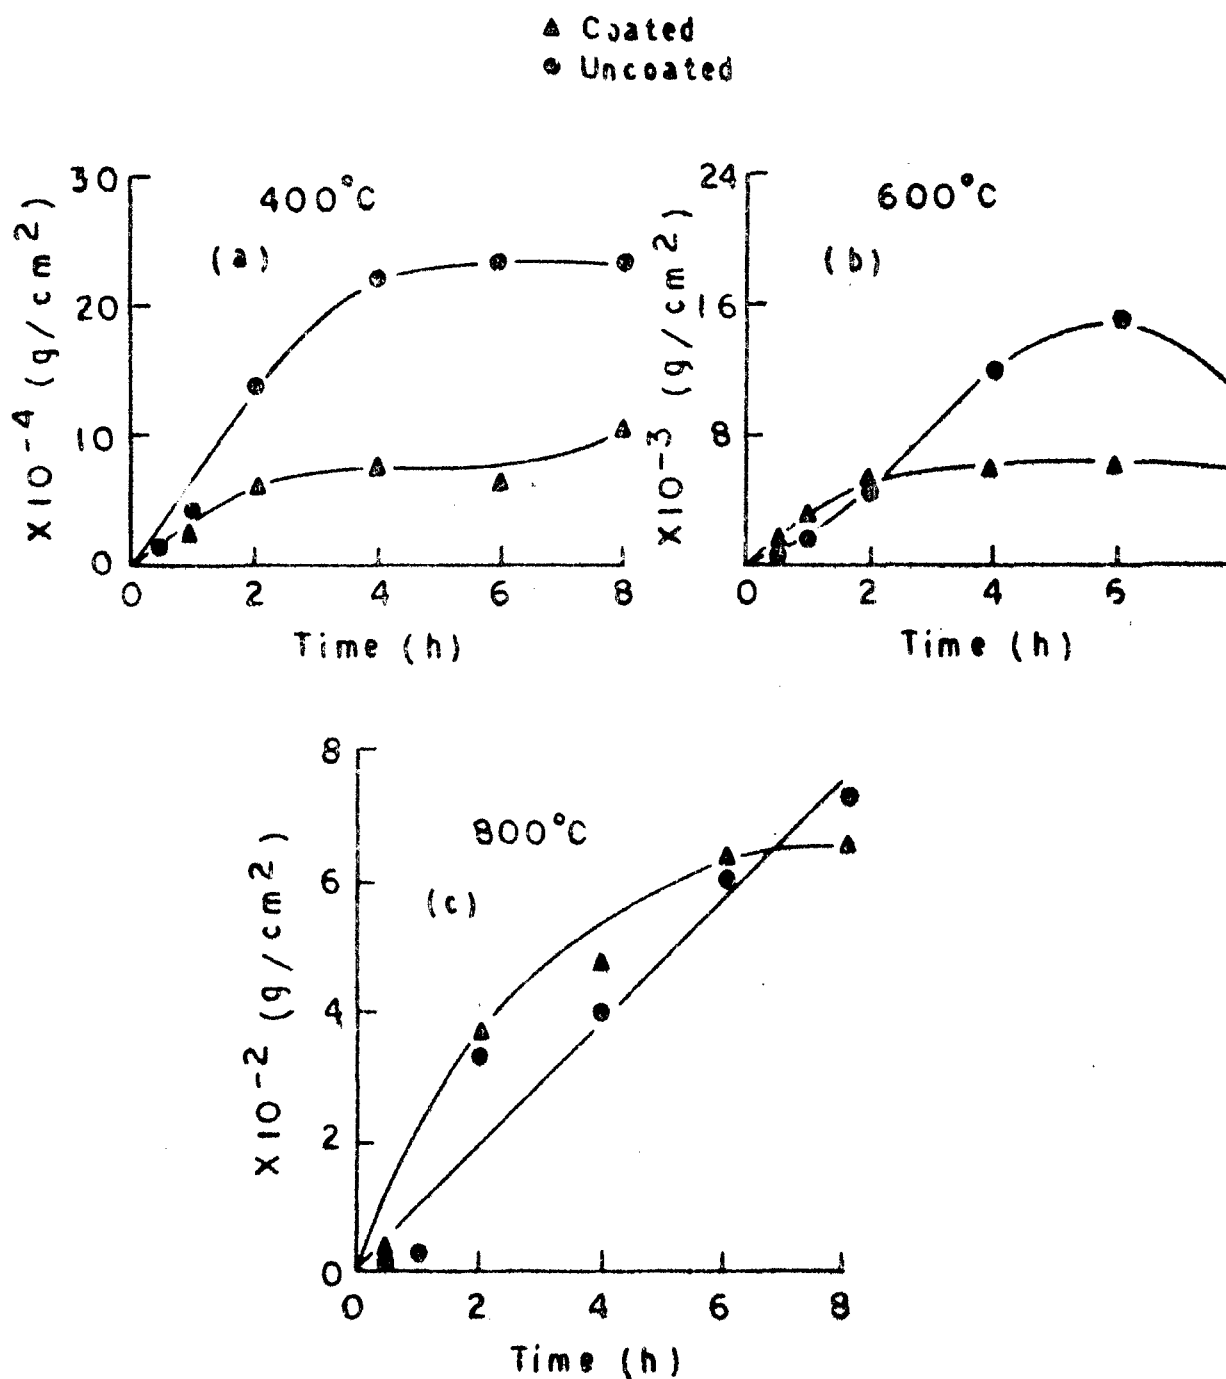 Coated
Uncoated
400°C
(a)
X10-4 (g/cm2)
30
20
10
0
0 2 4 6 8
Time (h)
600°C
(b)
X10-3 (g/cm2)
24
16
8
0 2 4 6
Time (h)
800°C
(c)
X10-2 (g/cm2)
8
6
4
2
0
0 2 4 6 8
Time (h)